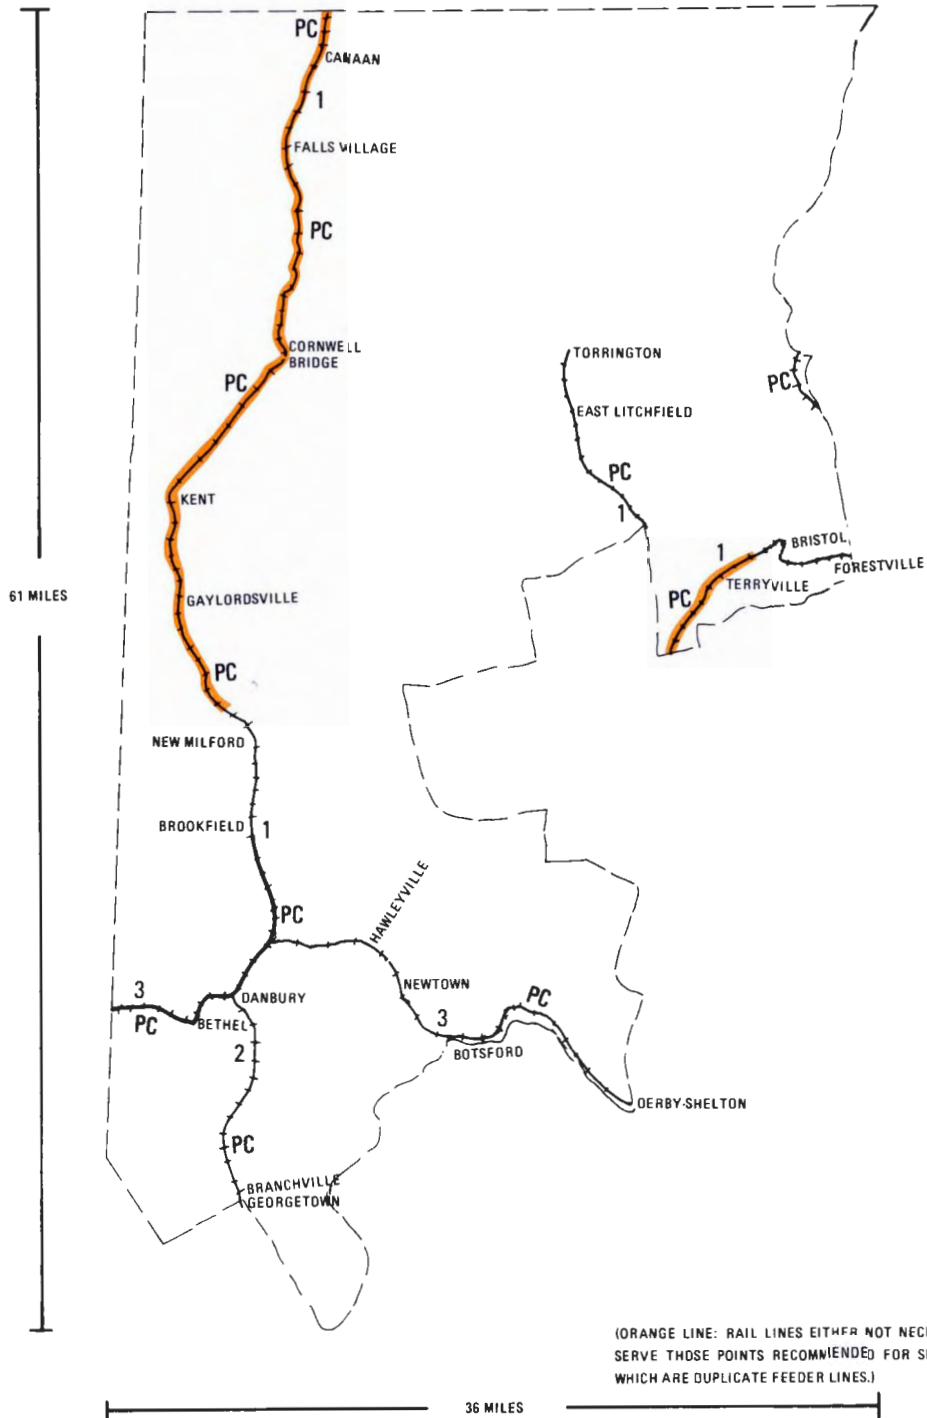 PC
CANAAN
1
FALLS VILLAGE
PC
CORNWELL
BRIDGE
PC
TORRINGTON
EAST LITCHFIELD
PC
PC
1
KENT
1
BRISTOL
FORESTVILLE
TERRYVILLE
PC
61 MILES
GAYLORDSVILLE
PC
NEW MILFORD
BROOKFIELD
1
HAWLEYVILLE
PC
NEWTOWN
3
PC
DANBURY
BETHEL
3
PC
BOTSFORD
2
DERBY-SHELTON
PC
BRANCHVILLE
GEORGETOWN
(ORANGE LINE: RAIL LINES EITHER NOT
SERVE THOSE POINTS RECOMMENDED FOR
WHICH ARE DUPLICATE FEEDER LINES.)
36 MILES